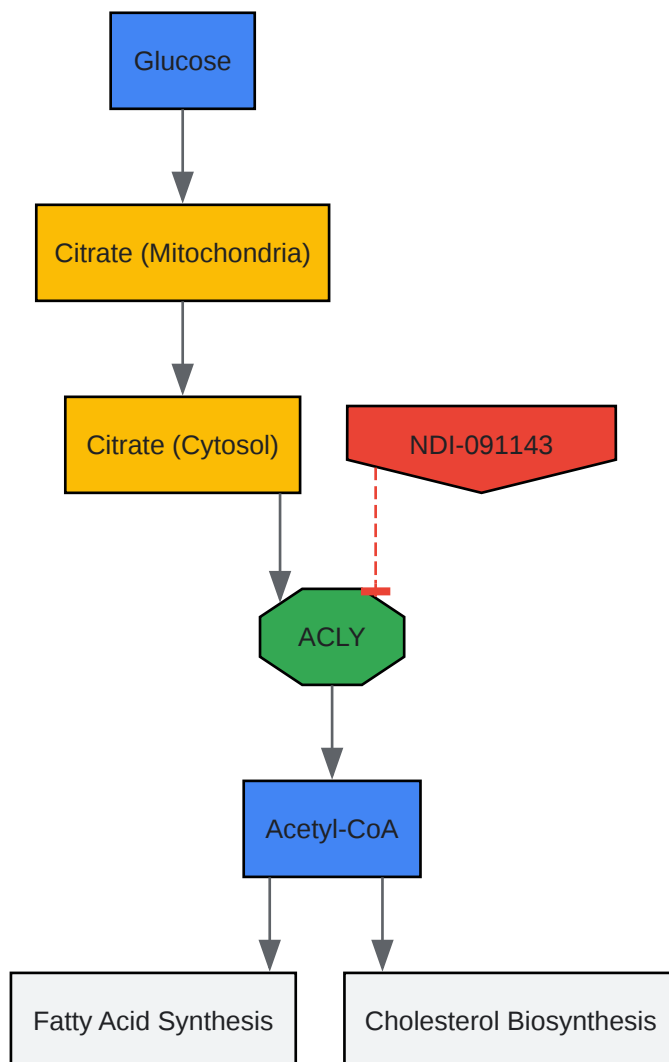 Glucose
Citrate (Mitochondria)
Citrate (Cytosol)
NDI-091143
ACLY
Acetyl-CoA
Fatty Acid Synthesis
Cholesterol Biosynthesis